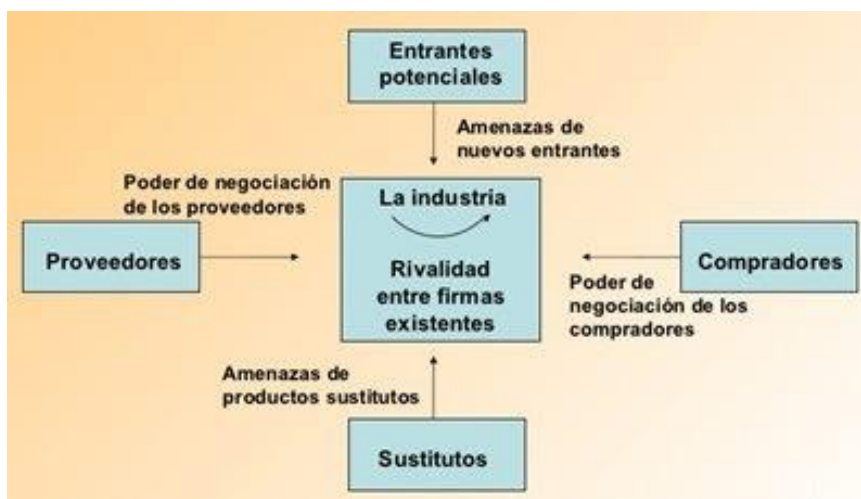 Entrantes
potenciales
Amenazas de
nuevos entrantes
Poder de negociación
de los proveedores
La industria
Rivalidad
entre firmas
existentes
Proveedores
Compradores
Poder de
negociación de los
compradores
Amenazas de
productos sustitutos
Sustitutos